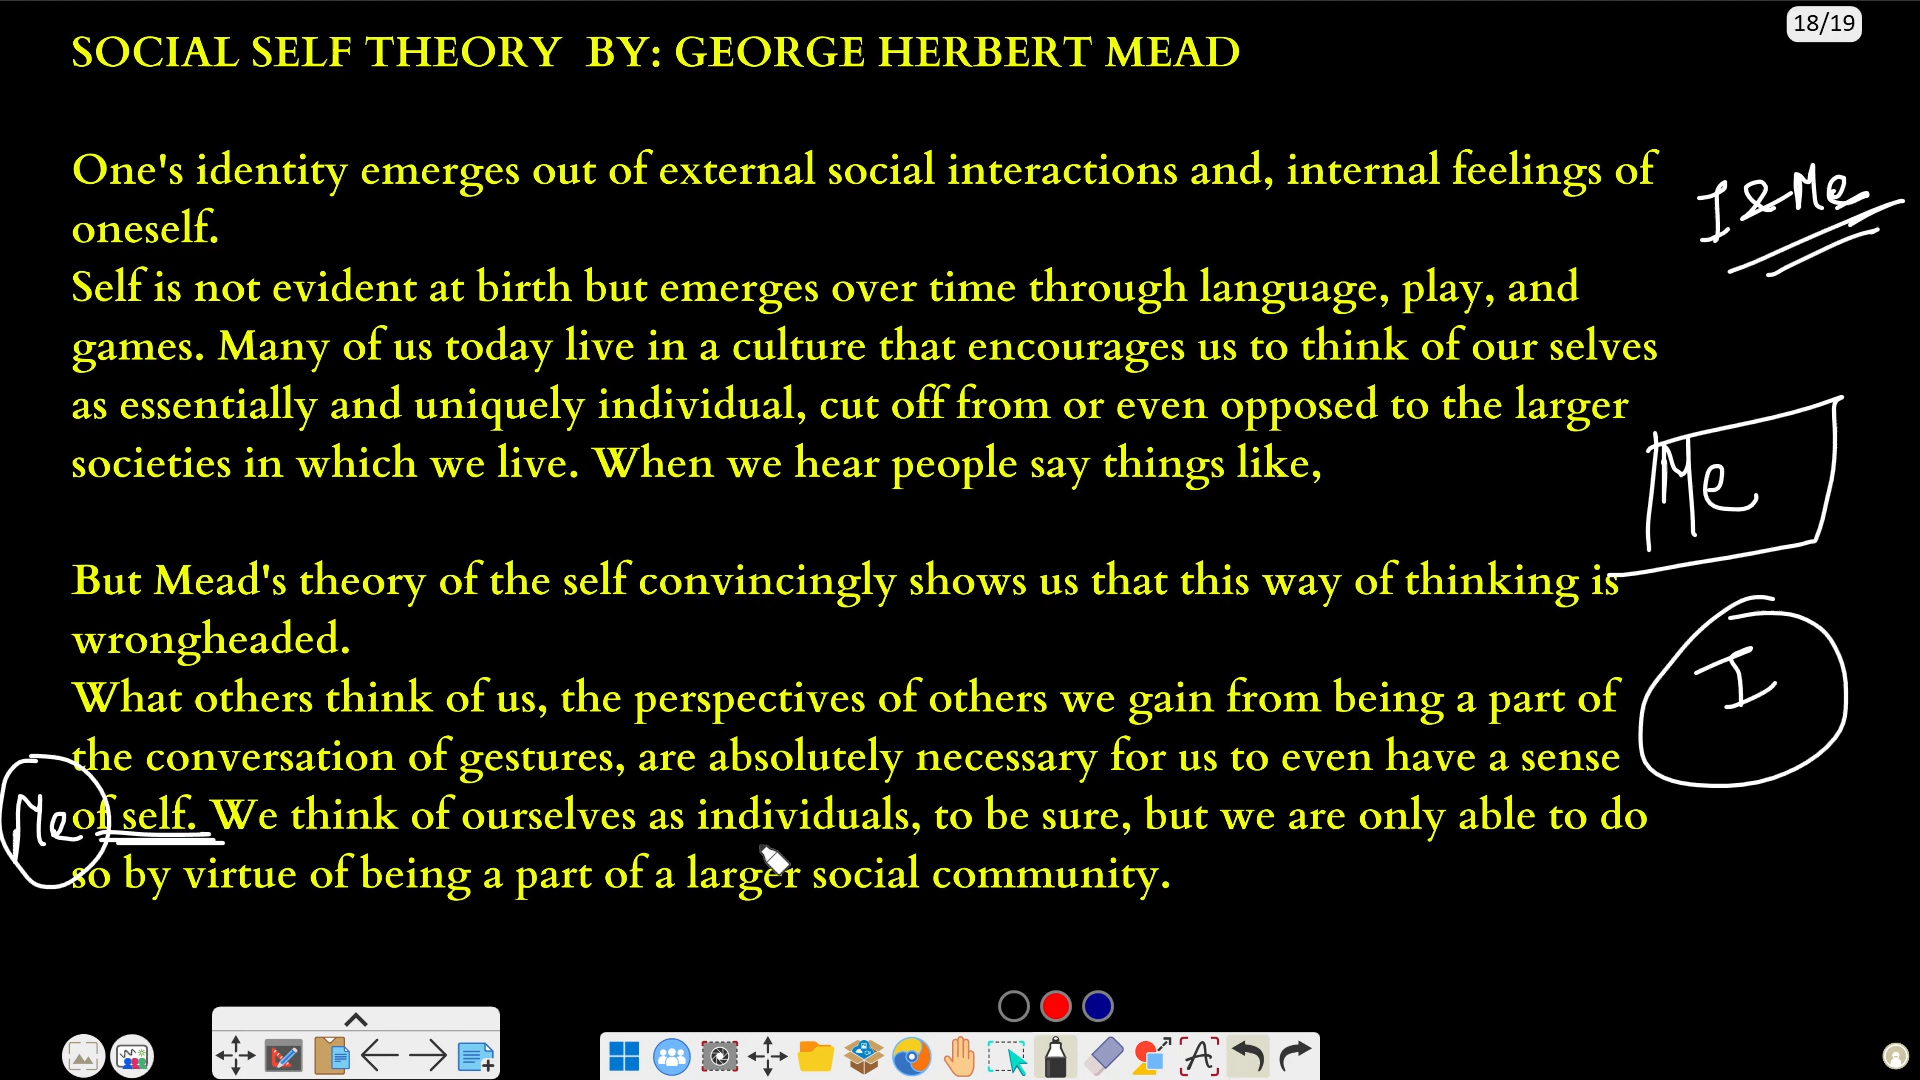 18/19
SOCIAL SELF THEORY BY: GEORGE HERBERT MEAD
One's identity emerges out of external social interactions and, internal feelings of
oneself.
I & Me
Self is not evident at birth but emerges over time through language, play, and
games. Many of us today live in a culture that encourages us to think of our selves
as essentially and uniquely individual, cut off from or even opposed to the larger
societies in which we live. When we hear people say things like,
Me
But Mead's theory of the self convincingly shows us that this way of thinking is
wrongheaded.
What others think of us, the perspectives of others we gain from being a part of
I
the conversation of gestures, are absolutely necessary for us to even have a sense
Me
of self. We think of ourselves as individuals, to be sure, but we are only able to do
so by virtue of being a part of a larger social community.